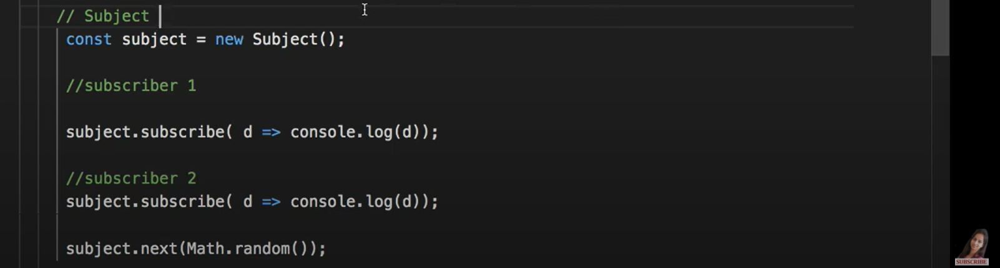 // Subject
const subject = new Subject();
//subscriber 1
subject.subscribe( d => console.log(d));
//subscriber 2
subject.subscribe( d => console.log(d));
subject.next(Math.random());
SUBSCRIBE